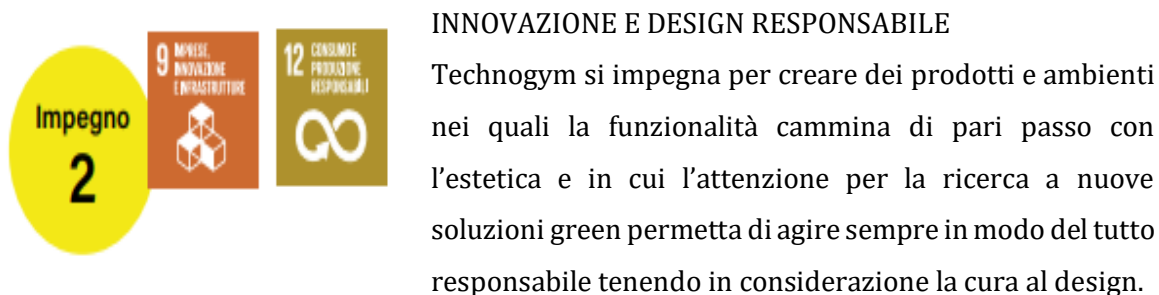 Impegno
2
9 IMPRESE,
INNOVAZIONE
E INFRASTRUTTURE
12 CONSUMO E
PRODUZIONE
RESPONSABILI
INNOVAZIONE E DESIGN RESPONSABILE
Technogym si impegna per creare dei prodotti e ambienti
nei quali la funzionalità cammina di pari passo con
l’estetica e in cui l’attenzione per la ricerca a nuove
soluzioni green permetta di agire sempre in modo del tutto
responsabile tenendo in considerazione la cura al design.